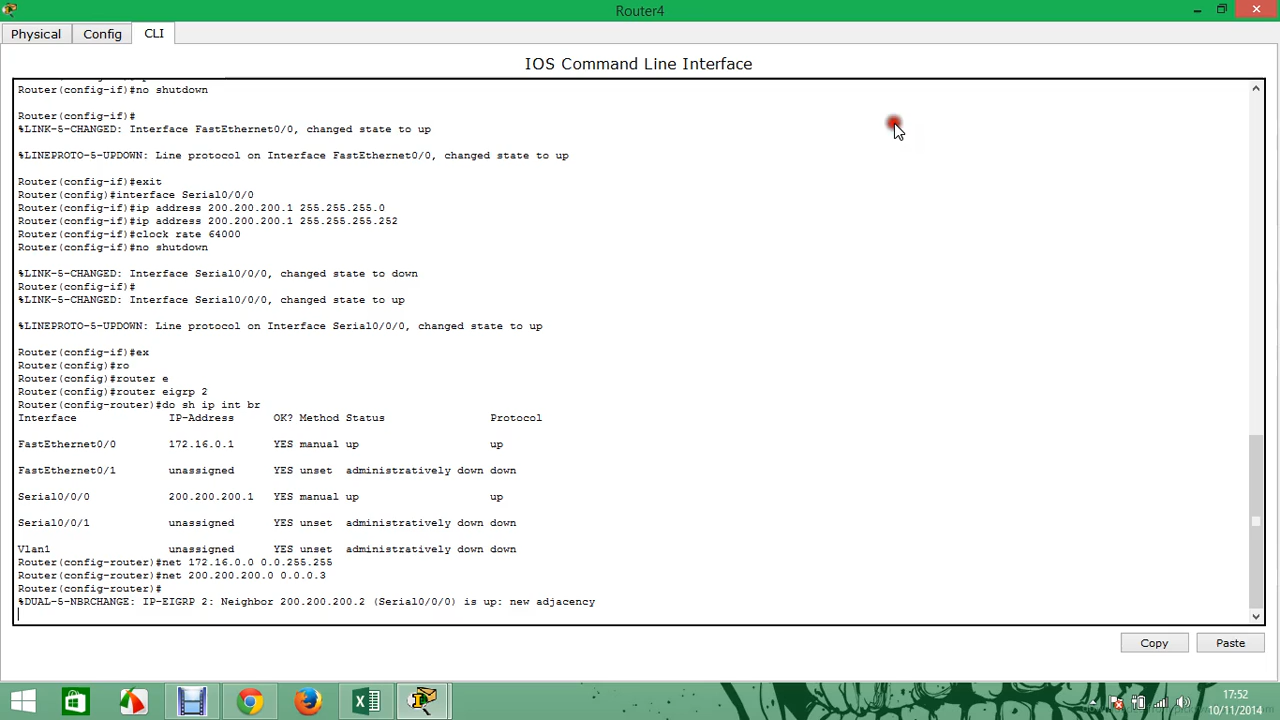 Router4
Physical
Config
CLI
IOS Command Line Interface
Router(config-if)#no shutdown
Router(config-if)#
%LINK-5-CHANGED: Interface FastEthernet0/0, changed state to up
%LINEPROTO-5-UPDOWN: Line protocol on Interface FastEthernet0/0, changed state to up
Router(config-if)#exit
Router(config)#interface Serial0/0/0
Router(config-if)#ip address 200.200.200.1 255.255.255.0
Router(config-if)#ip address 200.200.200.1 255.255.255.252
Router(config-if)#clock rate 64000
Router(config-if)#no shutdown
%LINK-5-CHANGED: Interface Serial0/0/0, changed state to down
Router(config-if)#
%LINK-5-CHANGED: Interface Serial0/0/0, changed state to up
%LINEPROTO-5-UPDOWN: Line protocol on Interface Serial0/0/0, changed state to up
Router(config-if)#ex
Router(config)#ro
Router(config)#router e
Router(config)#router eigrp 2
Router(config-router)#do sh ip int br
Interface IP-Address OK? Method Status Protocol
FastEthernet0/0 172.16.0.1 YES manual up up
FastEthernet0/1 unassigned YES unset administratively down down
Serial0/0/0 200.200.200.1 YES manual up up
Serial0/0/1 unassigned YES unset administratively down down
Vlan1 unassigned YES unset administratively down down
Router(config-router)#net 172.16.0.0 0.0.255.255
Router(config-router)#net 200.200.200.0 0.0.0.3
Router(config-router)#
%DUAL-5-NBRCHANGE: IP-EIGRP 2: Neighbor 200.200.200.2 (Serial0/0/0) is up: new adjacency
Copy
Paste
17:52
10/11/2014